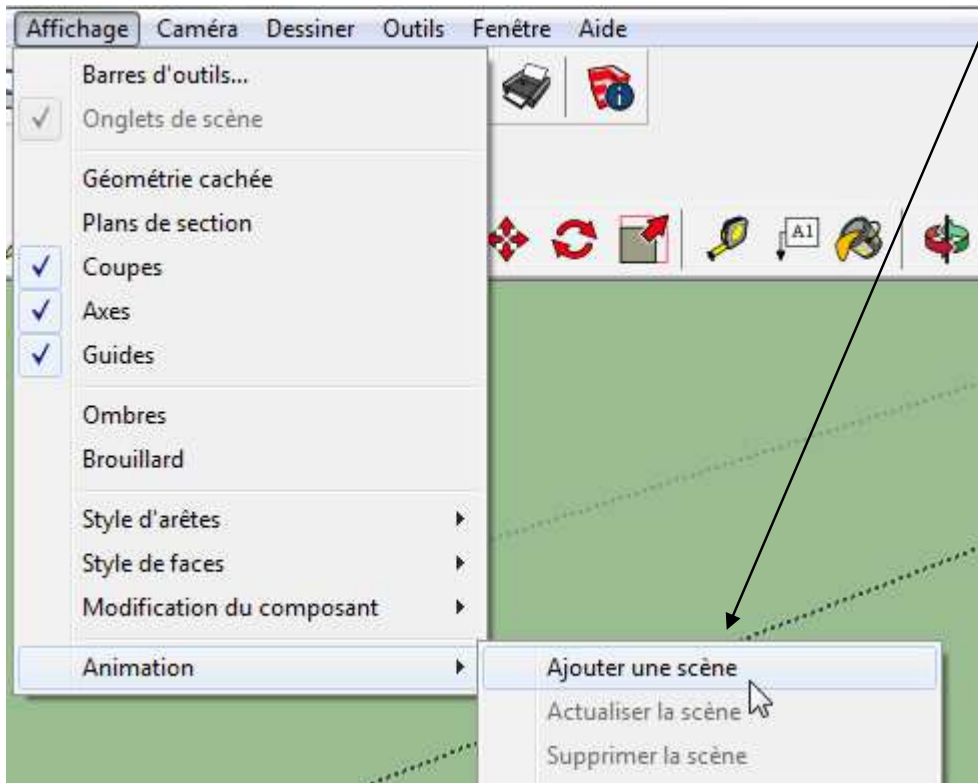 Affichage Caméra Dessiner Outils Fenêtre Aide
Barres d'outils...
Onglets de scène
Géométrie cachée
Plans de section
Coupes
Axes
Guides
Ombres
Brouillard
Style d'arêtes
Style de faces
Modification du composant
Animation
Ajouter une scène
Actualiser la scène
Supprimer la scène
A1